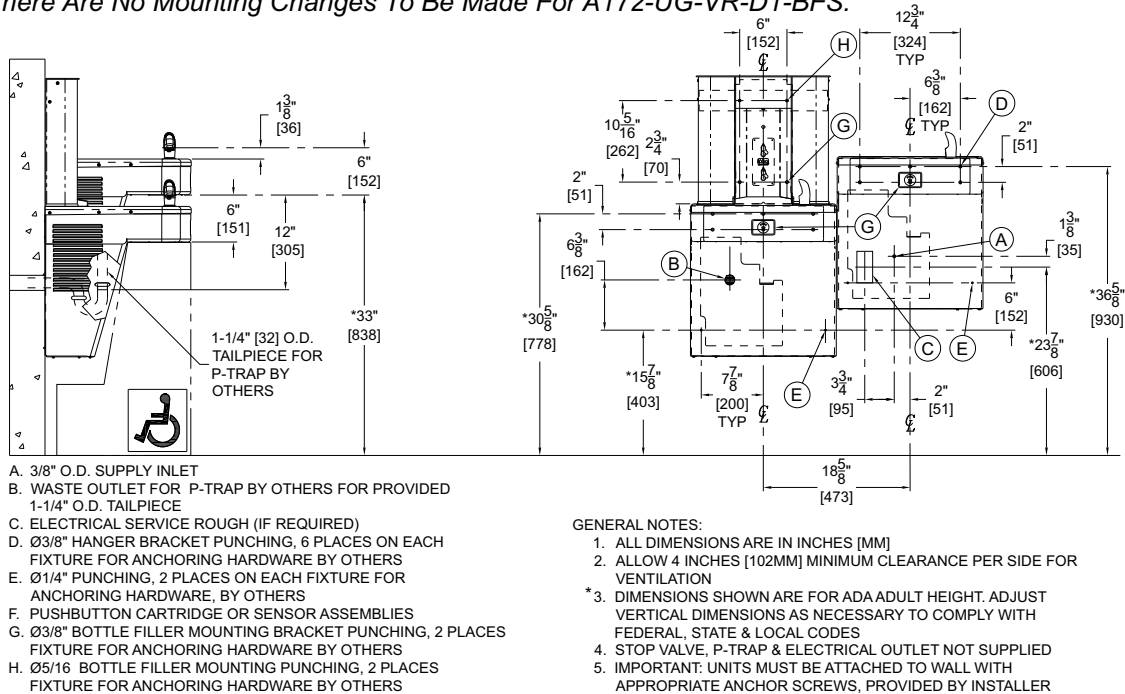 here Are No Mounting Changes To Be Made For A172-UG-VR-DT-BFS.
1 3/8"
[36]
6"
[152]
6"
[151]
12"
[305]
*33"
[838]
1-1/4" [32] O.D.
TAILPIECE FOR
P-TRAP BY
OTHERS
6"
[152]
H
12 3/4"
[324]
TYP
6 3/8"
[162]
TYP
D
2"
[51]
10 5/16"
[262]
2 3/4"
[70]
G
2"
[51]
G
A
1 3/8"
[35]
6 3/8"
[162]
B
*30 5/8"
[778]
*36 5/8"
[930]
6"
[152]
*23 7/8"
[606]
C
E
E
*15 7/8"
[403]
7 7/8"
[200]
TYP
3 3/4"
[95]
2"
[51]
18 5/8"
[473]
A. 3/8" O.D. SUPPLY INLET
B. WASTE OUTLET FOR P-TRAP BY OTHERS FOR PROVIDED
1-1/4" O.D. TAILPIECE
C. ELECTRICAL SERVICE ROUGH (IF REQUIRED)
D. Ø3/8" HANGER BRACKET PUNCHING, 6 PLACES ON EACH
FIXTURE FOR ANCHORING HARDWARE BY OTHERS
E. Ø1/4" PUNCHING, 2 PLACES ON EACH FIXTURE FOR
ANCHORING HARDWARE, BY OTHERS
F. PUSHBUTTON CARTRIDGE OR SENSOR ASSEMBLIES
G. Ø3/8" BOTTLE FILLER MOUNTING BRACKET PUNCHING, 2 PLACES
FIXTURE FOR ANCHORING HARDWARE BY OTHERS
H. Ø5/16 BOTTLE FILLER MOUNTING PUNCHING, 2 PLACES
FIXTURE FOR ANCHORING HARDWARE BY OTHERS
GENERAL NOTES:
1. ALL DIMENSIONS ARE IN INCHES [MM]
2. ALLOW 4 INCHES [102MM] MINIMUM CLEARANCE PER SIDE FOR
VENTILATION
*3. DIMENSIONS SHOWN ARE FOR ADA ADULT HEIGHT. ADJUST
VERTICAL DIMENSIONS AS NECESSARY TO COMPLY WITH
FEDERAL, STATE & LOCAL CODES
4. STOP VALVE, P-TRAP & ELECTRICAL OUTLET NOT SUPPLIED
5. IMPORTANT: UNITS MUST BE ATTACHED TO WALL WITH
APPROPRIATE ANCHOR SCREWS, PROVIDED BY INSTALLER